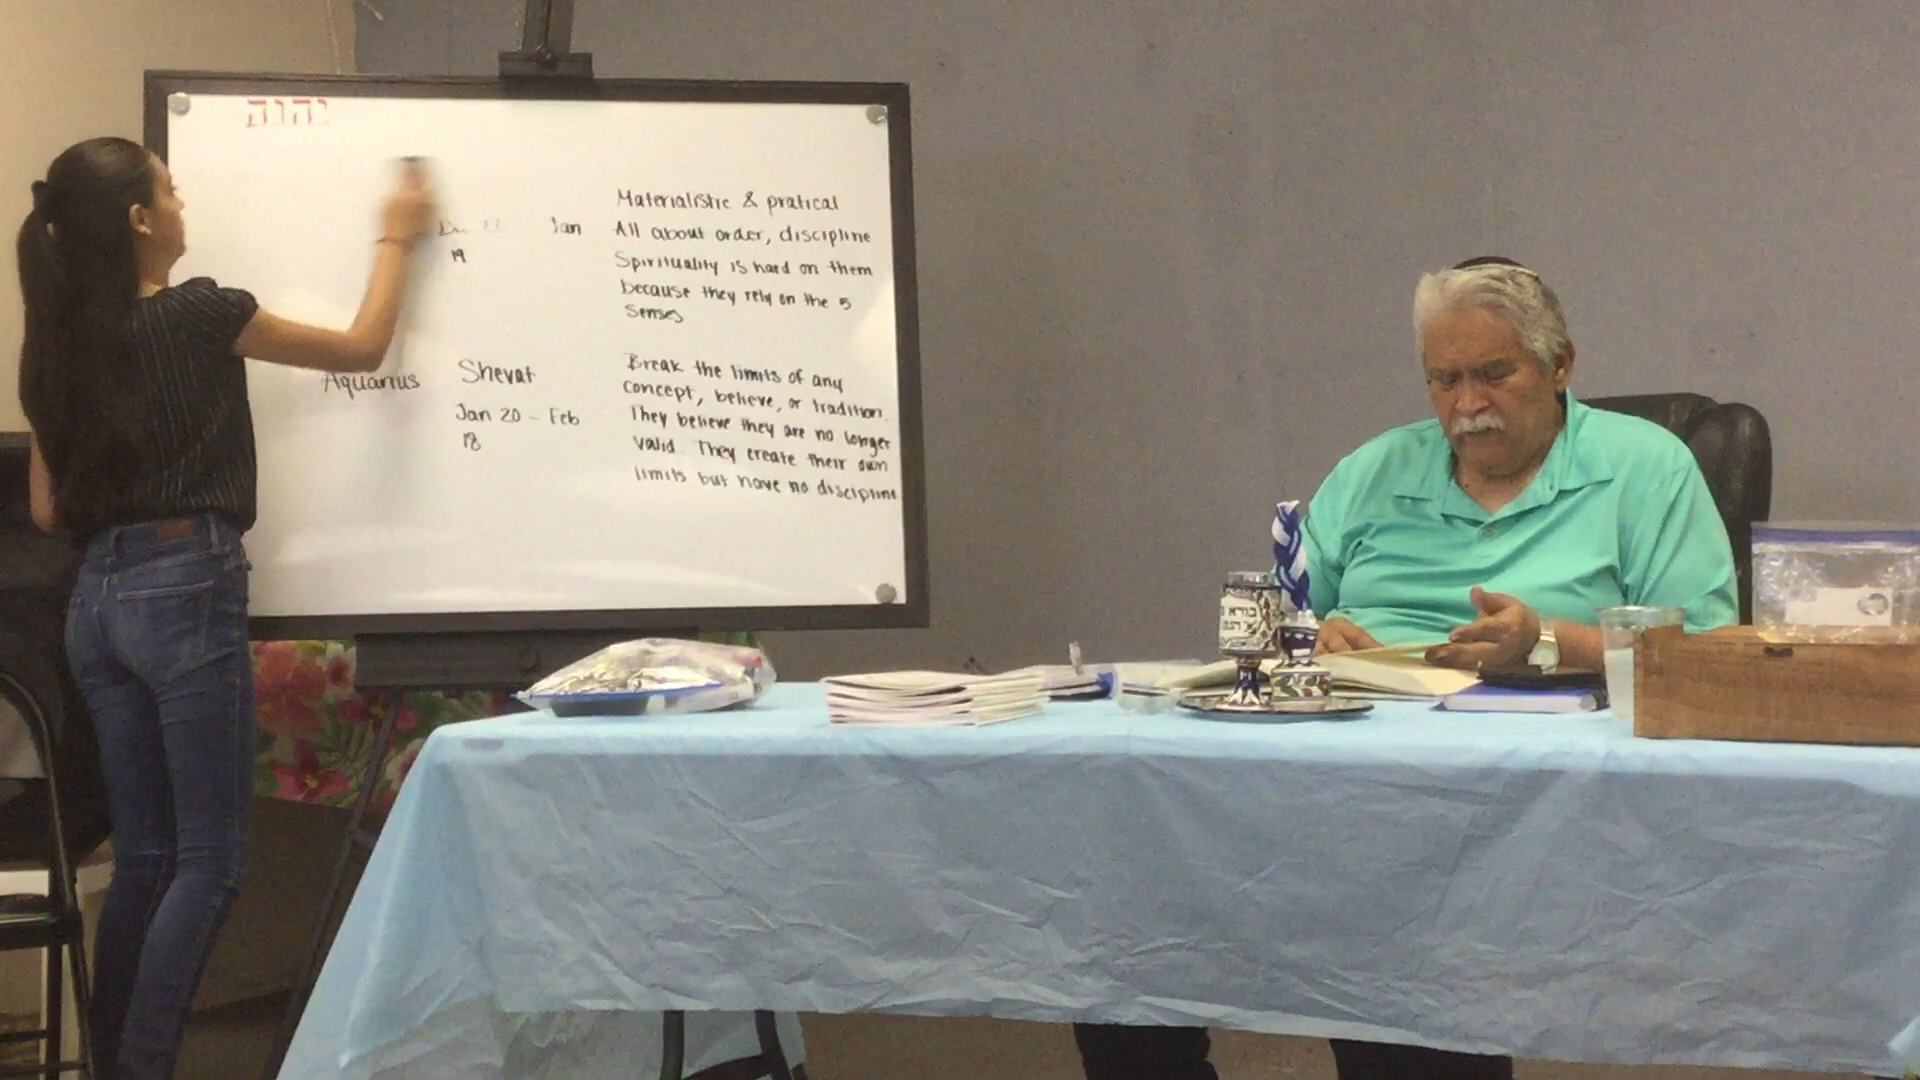 יהוה
Materialistic & pratical
Jan
All about order, discipline
19
Spirituality is hard on them
because they rely on the 5
senses
Aquarius
Shevat
Jan 20 - Feb
18
Break the limits of any
concept, believe, or tradition.
They believe they are no longer
valid. They create their own
limits but have no discipline
בורא